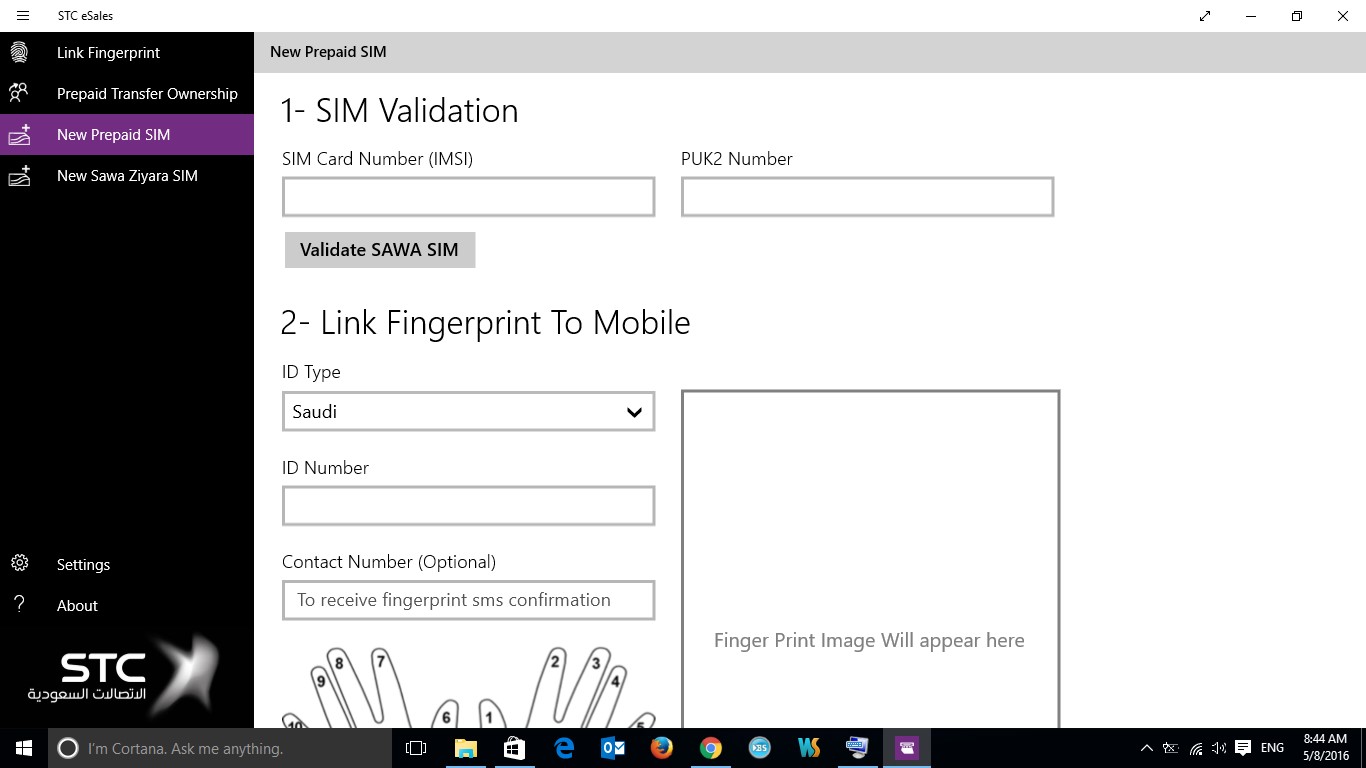 STC eSales
Link Fingerprint
Prepaid Transfer Ownership
New Prepaid SIM
New Sawa Ziyara SIM
Settings
About
STC
الاتصالات السعودية
New Prepaid SIM
1- SIM Validation
SIM Card Number (IMSI)
PUK2 Number
Validate SAWA SIM
2- Link Fingerprint To Mobile
ID Type
Saudi
ID Number
Contact Number (Optional)
To receive fingerprint sms confirmation
Finger Print Image Will appear here
8 7 2 3
9 4
10 6 1 5
I'm Cortana. Ask me anything.
KBS
ENG
8:44 AM
5/8/2016